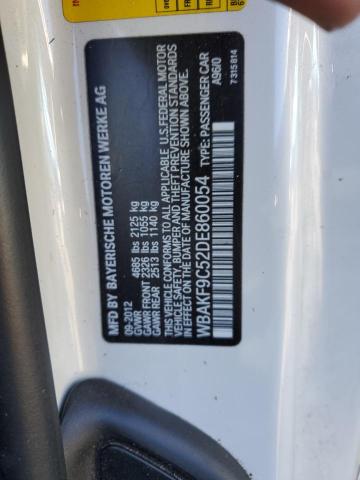 MFD BY BAYERISCHE MOTOREN WERKE AG
09-2012
GVWR 4685 lbs 2125 kg
GAWR FRONT 2326 lbs 1055 kg
GAWR REAR 2513 lbs 1140 kg
THIS VEHICLE CONFORMS TO ALL APPLICABLE U.S. FEDERAL MOTOR
VEHICLE SAFETY, BUMPER AND THEFT PREVENTION STANDARDS
IN EFFECT ON THE DATE OF MANUFACTURE SHOWN ABOVE.
WBAKF9C52DE860054 TYPE: PASSENGER CAR
A96/0
7315814